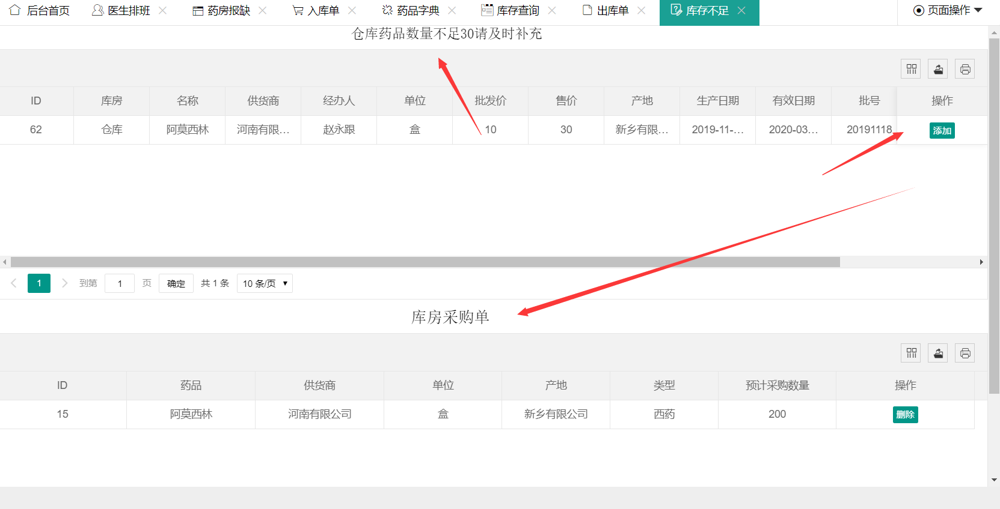 后台首页 医生排班 药房报缺 入库单 药品字典 库存查询 出库单 库存不足 页面操作
仓库药品数量不足30请及时补充
ID 库房 名称 供货商 经办人 单位 批发价 售价 产地 生产日期 有效日期 批号 操作
62 仓库 阿莫西林 河南有限... 赵永跟 盒 10 30 新乡有限... 2019-11-... 2020-03... 20191118 添加
1 到第 1 页 确定 共 1 条 10 条/页
库房采购单
ID 药品 供货商 单位 产地 类型 预计采购数量 操作
15 阿莫西林 河南有限公司 盒 新乡有限公司 西药 200 删除